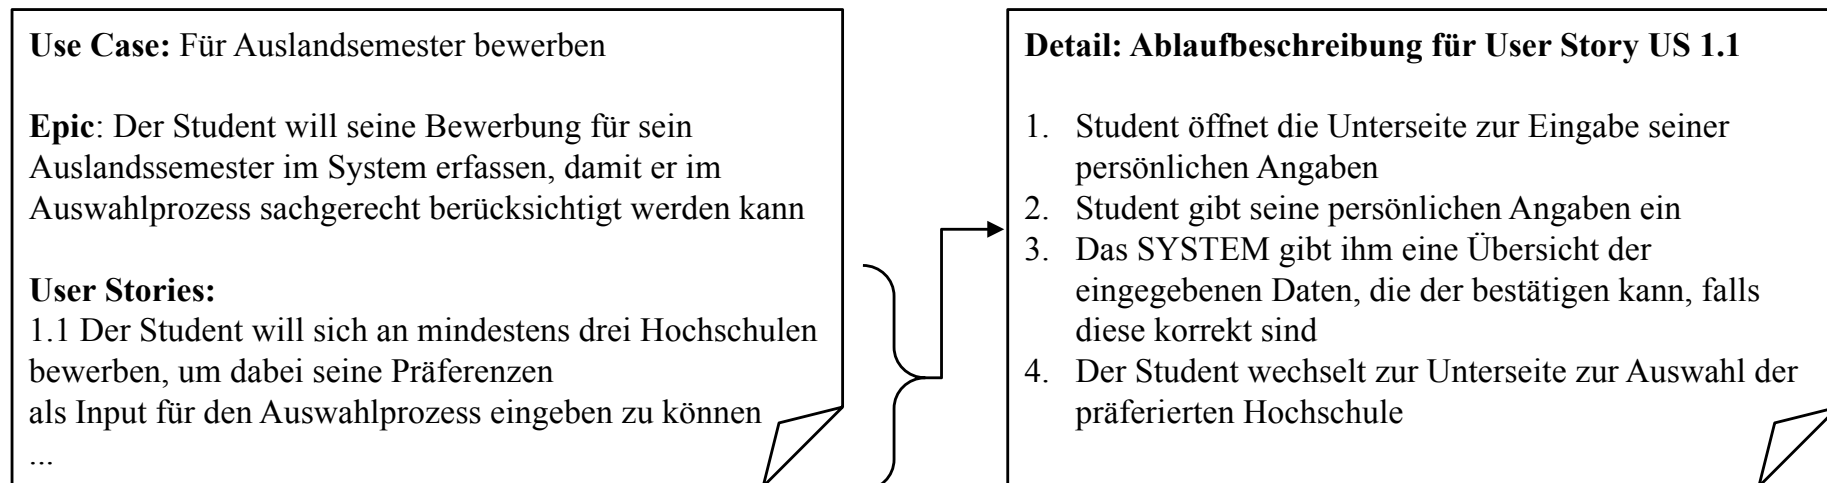 Use Case: Für Auslandsemester bewerben
Epic: Der Student will seine Bewerbung für sein
Auslandssemester im System erfassen, damit er im
Auswahlprozess sachgerecht berücksichtigt werden kann
User Stories:
1.1 Der Student will sich an mindestens drei Hochschulen
bewerben, um dabei seine Präferenzen
als Input für den Auswahlprozess eingeben zu können
...
Detail: Ablaufbeschreibung für User Story US 1.1
1. Student öffnet die Unterseite zur Eingabe seiner
persönlichen Angaben
2. Student gibt seine persönlichen Angaben ein
3. Das SYSTEM gibt ihm eine Übersicht der
eingegebenen Daten, die der bestätigen kann, falls
diese korrekt sind
4. Der Student wechselt zur Unterseite zur Auswahl der
präferierten Hochschule